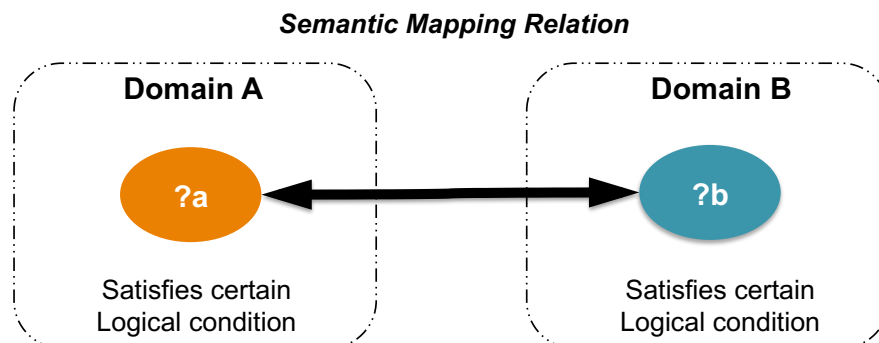 Semantic Mapping Relation
Domain A
Domain B
?a
?b
Satisfies certain
Logical condition
Satisfies certain
Logical condition